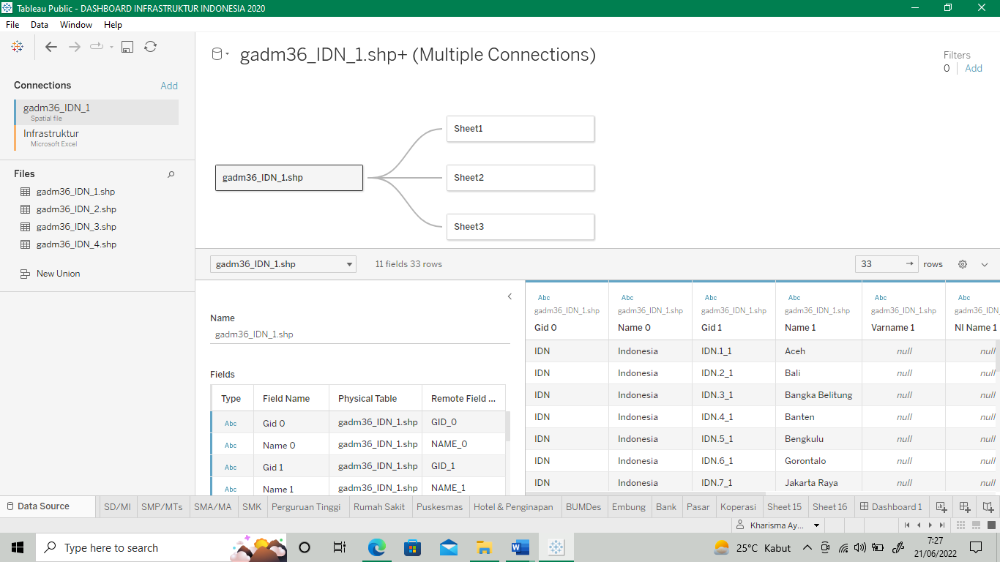 Tableau Public - DASHBOARD INFRASTRUKTUR INDONESIA 2020
File Data Window Help
gadm36_IDN_1.shp+ (Multiple Connections)
Filters
0 Add
Connections Add
gadm36_IDN_1
Spatial file
Infrastruktur
Microsoft Excel
Files
gadm36_IDN_1.shp
gadm36_IDN_2.shp
gadm36_IDN_3.shp
gadm36_IDN_4.shp
New Union
gadm36_IDN_1.shp
Sheet1
Sheet2
Sheet3
gadm36_IDN_1.shp 11 fields 33 rows 33 rows
Name
gadm36_IDN_1.shp
Fields
Type Field Name Physical Table Remote Field ...
Abc Gid 0 gadm36_IDN_1.shp GID_0
Abc Name 0 gadm36_IDN_1.shp NAME_0
Abc Gid 1 gadm36_IDN_1.shp GID_1
Abc Name 1 gadm36_IDN_1.shp NAME_1
Abc Abc Abc Abc Abc Abc
gadm36_IDN_1.shp gadm36_IDN_1.shp gadm36_IDN_1.shp gadm36_IDN_1.shp gadm36_IDN_1.shp gadm36_IDN
Gid 0 Name 0 Gid 1 Name 1 Varname 1 Nl Name 1
IDN Indonesia IDN.1_1 Aceh null null
IDN Indonesia IDN.2_1 Bali null null
IDN Indonesia IDN.3_1 Bangka Belitung null null
IDN Indonesia IDN.4_1 Banten null null
IDN Indonesia IDN.5_1 Bengkulu null null
IDN Indonesia IDN.6_1 Gorontalo null null
IDN Indonesia IDN.7_1 Jakarta Raya null null
Data Source SD/MI SMP/MTs SMA/MA SMK Perguruan Tinggi Rumah Sakit Puskesmas Hotel & Penginapan BUMDes Embung Bank Pasar Koperasi Sheet 15 Sheet 16 Dashboard 1
Kharisma Ay...
Type here to search 25°C Kabut 7:27
21/06/2022